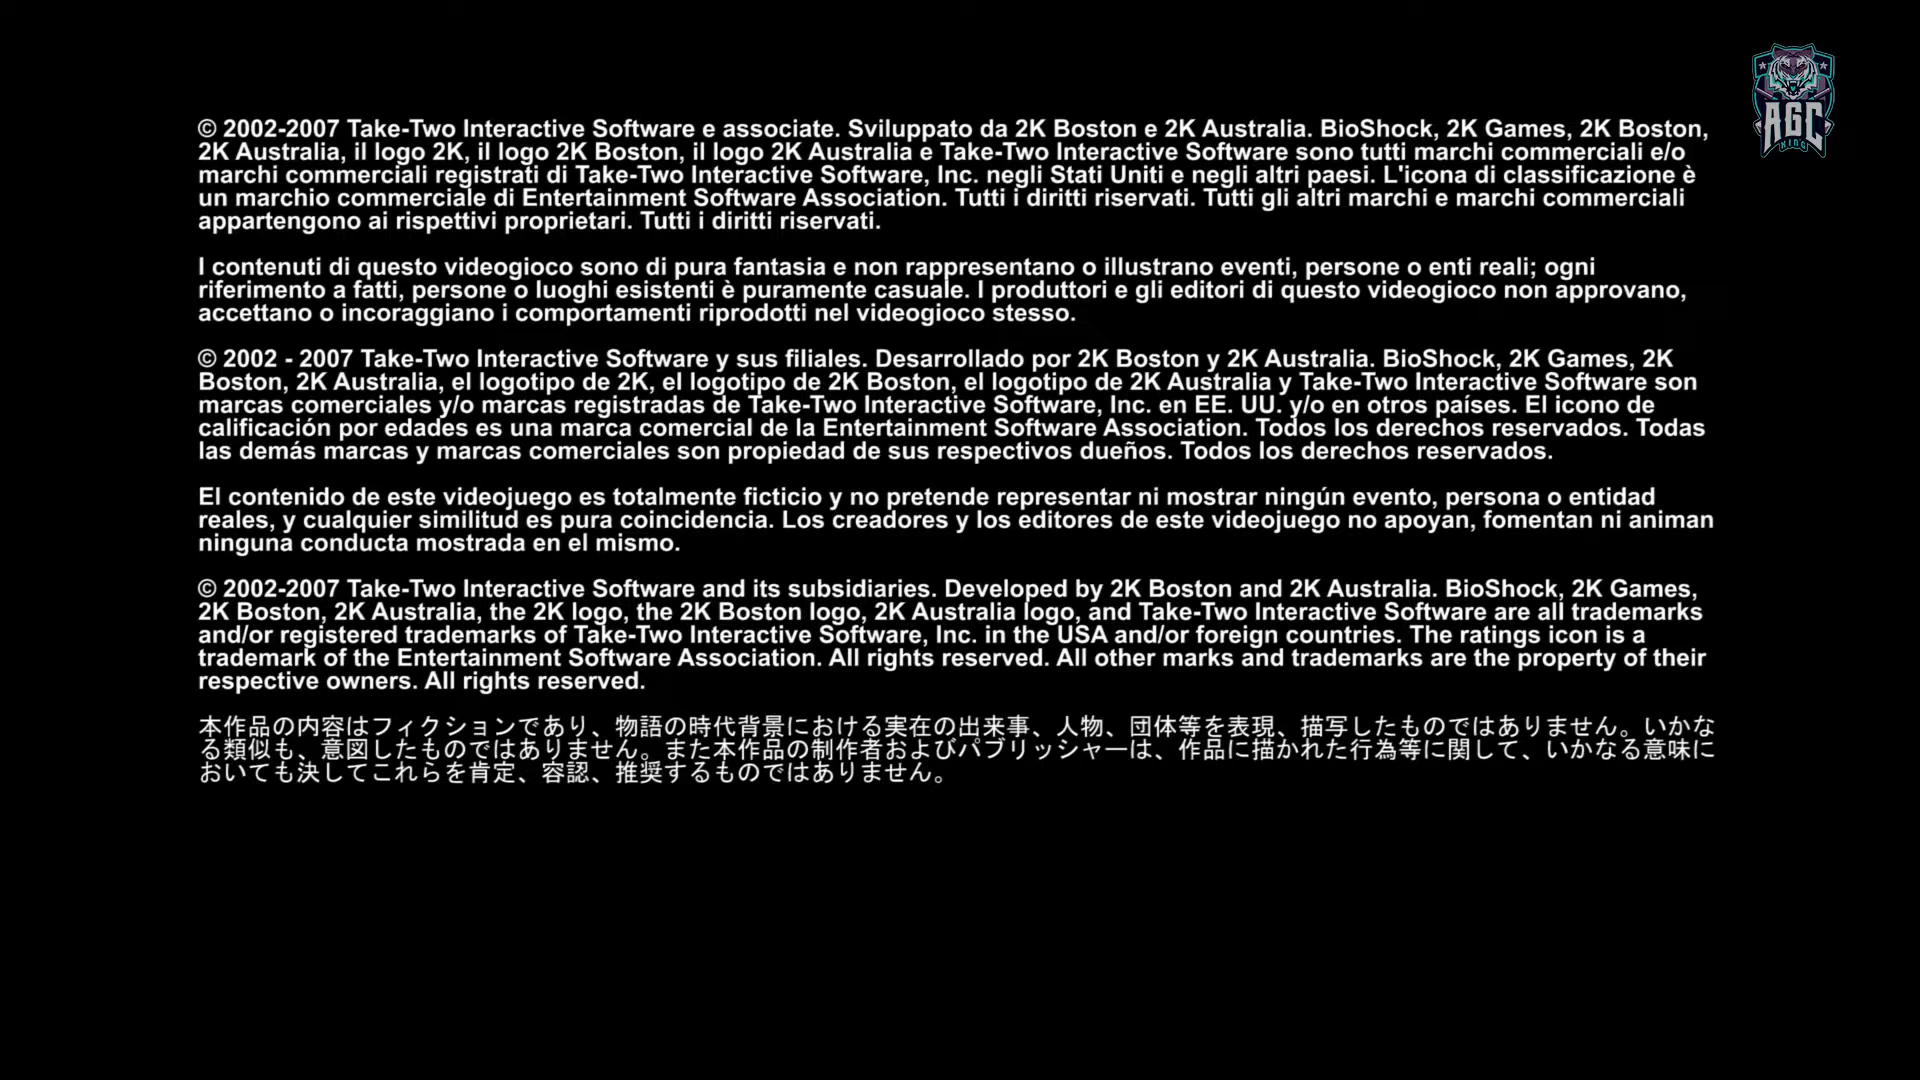 © 2002-2007 Take-Two Interactive Software e associate. Sviluppato da 2K Boston e 2K Australia. BioShock, 2K Games, 2K Boston,
2K Australia, il logo 2K, il logo 2K Boston, il logo 2K Australia e Take-Two Interactive Software sono tutti marchi commerciali e/o
marchi commerciali registrati di Take-Two Interactive Software, Inc. negli Stati Uniti e negli altri paesi. L'icona di classificazione è
un marchio commerciale di Entertainment Software Association. Tutti i diritti riservati. Tutti gli altri marchi e marchi commerciali
appartengono ai rispettivi proprietari. Tutti i diritti riservati.
I contenuti di questo videogioco sono di pura fantasia e non rappresentano o illustrano eventi, persone o enti reali; ogni
riferimento a fatti, persone o luoghi esistenti è puramente casuale. I produttori e gli editori di questo videogioco non approvano,
accettano o incoraggiano i comportamenti riprodotti nel videogioco stesso.
© 2002 - 2007 Take-Two Interactive Software y sus filiales. Desarrollado por 2K Boston y 2K Australia. BioShock, 2K Games, 2K
Boston, 2K Australia, el logotipo de 2K, el logotipo de 2K Boston, el logotipo de 2K Australia y Take-Two Interactive Software son
marcas comerciales y/o marcas registradas de Take-Two Interactive Software, Inc. en EE. UU. y/o en otros países. El icono de
calificación por edades es una marca comercial de la Entertainment Software Association. Todos los derechos reservados. Todas
las demás marcas y marcas comerciales son propiedad de sus respectivos dueños. Todos los derechos reservados.
El contenido de este videojuego es totalmente ficticio y no pretende representar ni mostrar ningún evento, persona o entidad
reales, y cualquier similitud es pura coincidencia. Los creadores y los editores de este videojuego no apoyan, fomentan ni animan
ninguna conducta mostrada en el mismo.
© 2002-2007 Take-Two Interactive Software and its subsidiaries. Developed by 2K Boston and 2K Australia. BioShock, 2K Games,
2K Boston, 2K Australia, the 2K logo, the 2K Boston logo, 2K Australia logo, and Take-Two Interactive Software are all trademarks
and/or registered trademarks of Take-Two Interactive Software, Inc. in the USA and/or foreign countries. The ratings icon is a
trademark of the Entertainment Software Association. All rights reserved. All other marks and trademarks are the property of their
respective owners. All rights reserved.
本作品の内容はフィクションであり、物語の時代背景における実在の出来事、人物、団体等を表現、描写したものではありません。いかな
る類似も、意図したものではありません。また本作品の制作者およびパブリッシャーは、作品に描かれた行為等に関して、いかなる意味に
おいても決してこれらを肯定、容認、推奨するものではありません。
AGC
KING